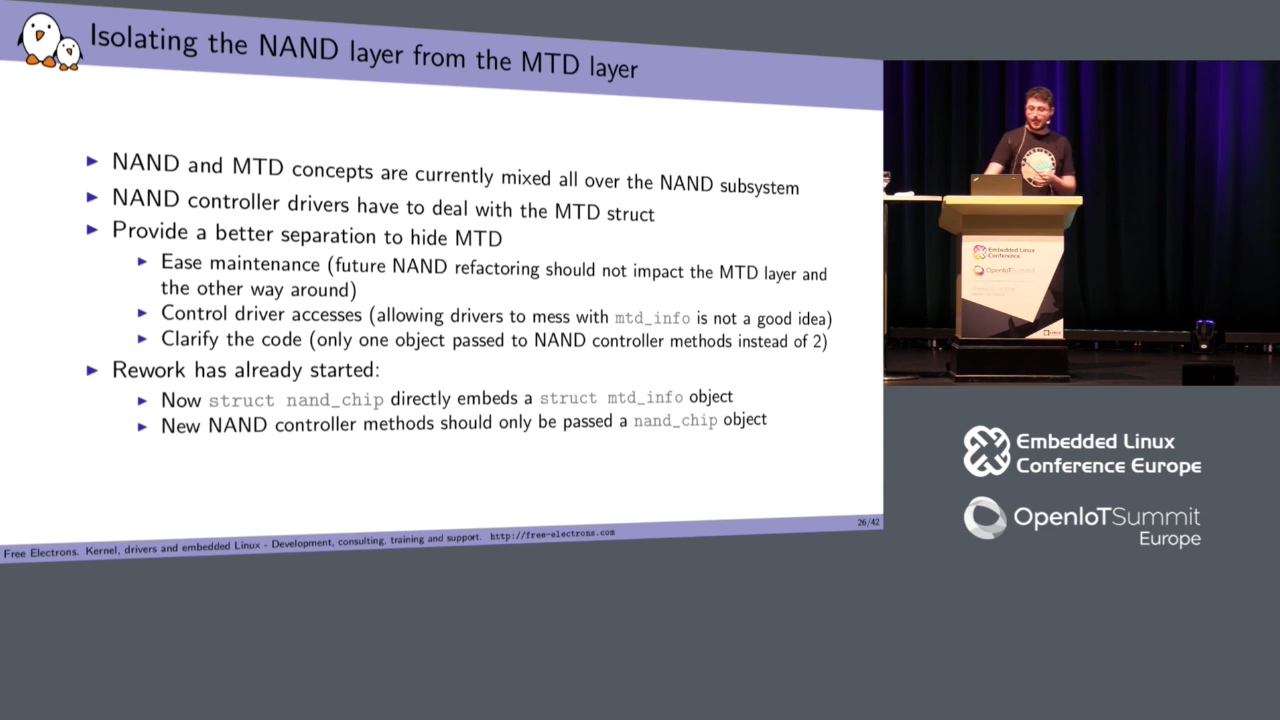 Isolating the NAND layer from the MTD layer
NAND and MTD concepts are currently mixed all over the NAND subsystem
NAND controller drivers have to deal with the MTD struct
Provide a better separation to hide MTD
Ease maintenance (future NAND refactoring should not impact the MTD layer and
the other way around)
Control driver accesses (allowing drivers to mess with mtd_info is not a good idea)
Clarify the code (only one object passed to NAND controller methods instead of 2)
Rework has already started:
Now struct nand_chip directly embeds a struct mtd_info object
New NAND controller methods should only be passed a nand_chip object
26/42
Free Electrons. Kernel, drivers and embedded Linux - Development, consulting, training and support. http://free-electrons.com
Embedded Linux
Conference
OpenIoTSummit
Embedded Linux
Conference Europe
OpenIoTSummit
Europe